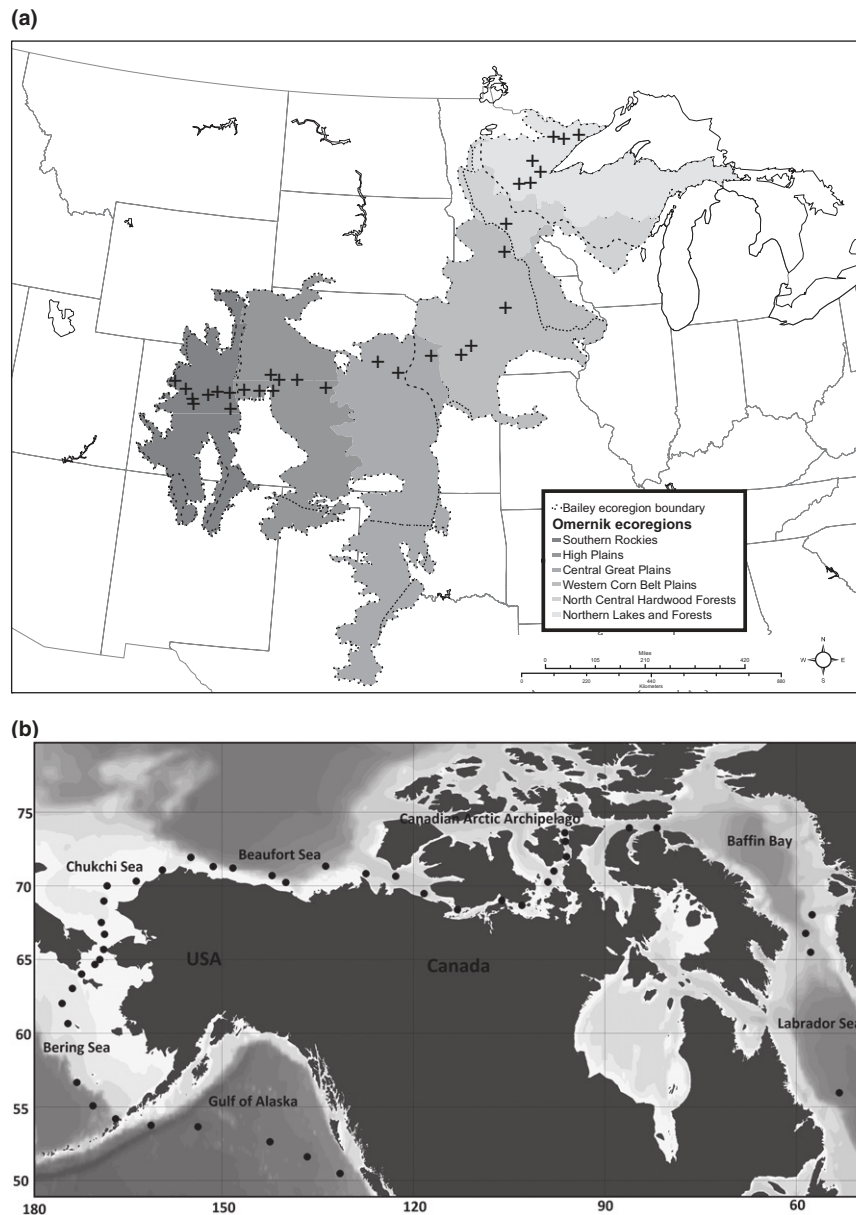 (a)
Bailey ecoregion boundary
Omernik ecoregions
Southern Rockies
High Plains
Central Great Plains
Western Corn Belt Plains
North Central Hardwood Forests
Northern Lakes and Forests
N
W E
S
Miles
0 105 210 420
0 220 440 880
Kilometers
(b)
75
70
65
60
55
50
Canadian Arctic Archipelago
Baffin Bay
Chukchi Sea
Beaufort Sea
USA
Canada
Labrador Sea
Bering Sea
Gulf of Alaska
180 150 120 90 60